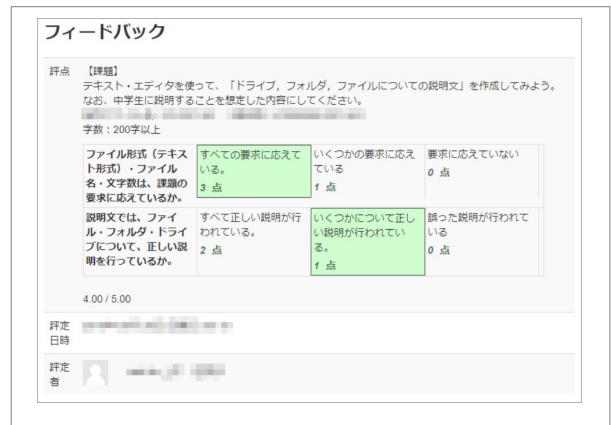 フィードバック
評点
【課題】
テキスト・エディタを使って、「ドライブ，フォルダ，ファイルについての説明文」を作成してみよう。
なお、中学生に説明することを想定した内容にしてください。
字数：200字以上
ファイル形式（テキス
ト形式）・ファイル
名・文字数は、課題の
要求に応えているか。
すべての要求に応えて
いる。
3 点
いくつかの要求に応え
ている
1 点
要求に応えていない
0 点
説明文では、ファイ
ル・フォルダ・ドライ
ブについて、正しい説
明を行っているか。
すべて正しい説明が行
われている。
2 点
いくつかについて正し
い説明が行われてい
る。
1 点
誤った説明が行われて
いる
0 点
4.00 / 5.00
評定
日時
評定
者